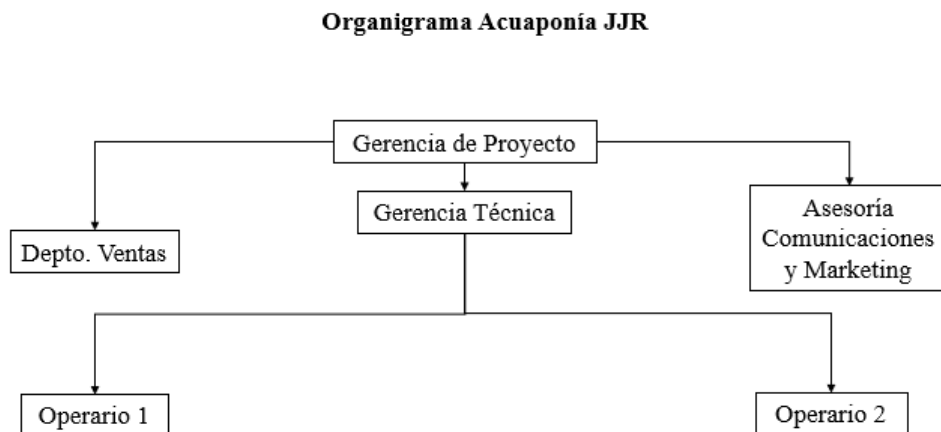 Organigrama Acuaponía JJR
Gerencia de Proyecto
Gerencia Técnica
Depto. Ventas
Asesoría
Comunicaciones
y Marketing
Operario 1
Operario 2